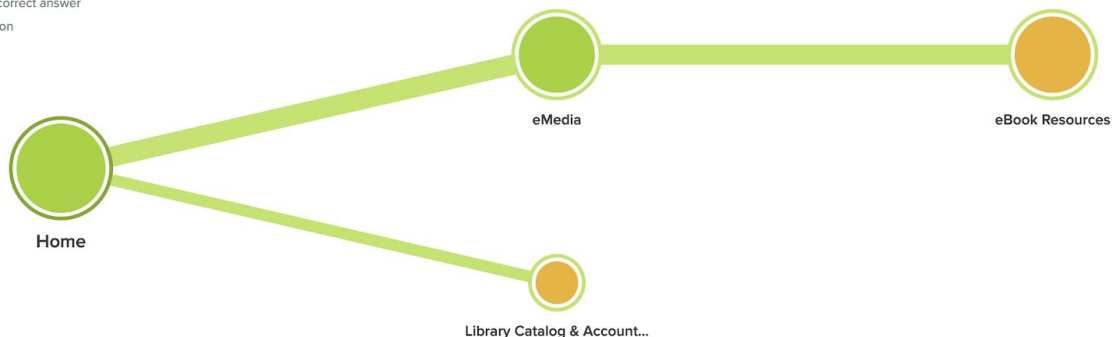 correct answer
on
eMedia
eBook Resources
Home
Library Catalog & Account...